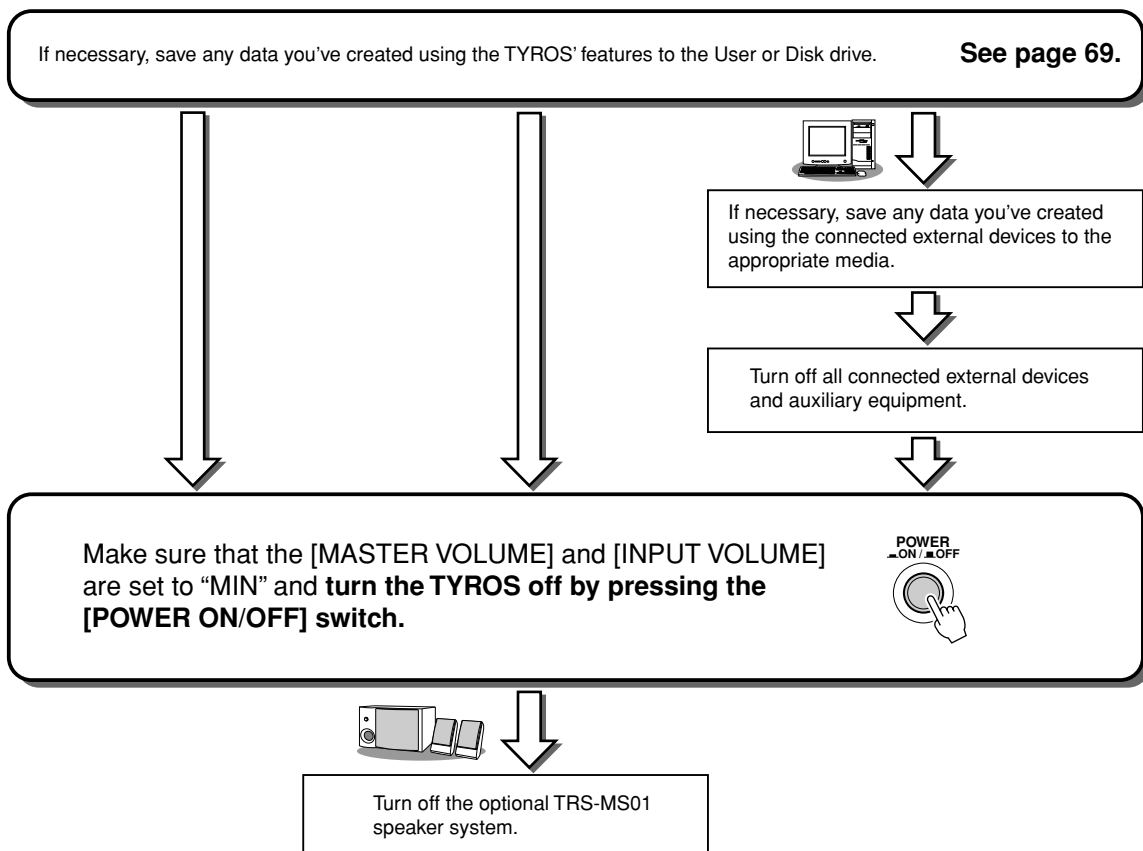 If necessary, save any data you’ve created using the TYROS’ features to the User or Disk drive. See page 69.
If necessary, save any data you’ve created
using the connected external devices to the
appropriate media.
Turn off all connected external devices
and auxiliary equipment.
Make sure that the [MASTER VOLUME] and [INPUT VOLUME]
are set to “MIN” and turn the TYROS off by pressing the
[POWER ON/OFF] switch.
POWER
ON / OFF
Turn off the optional TRS-MS01
speaker system.